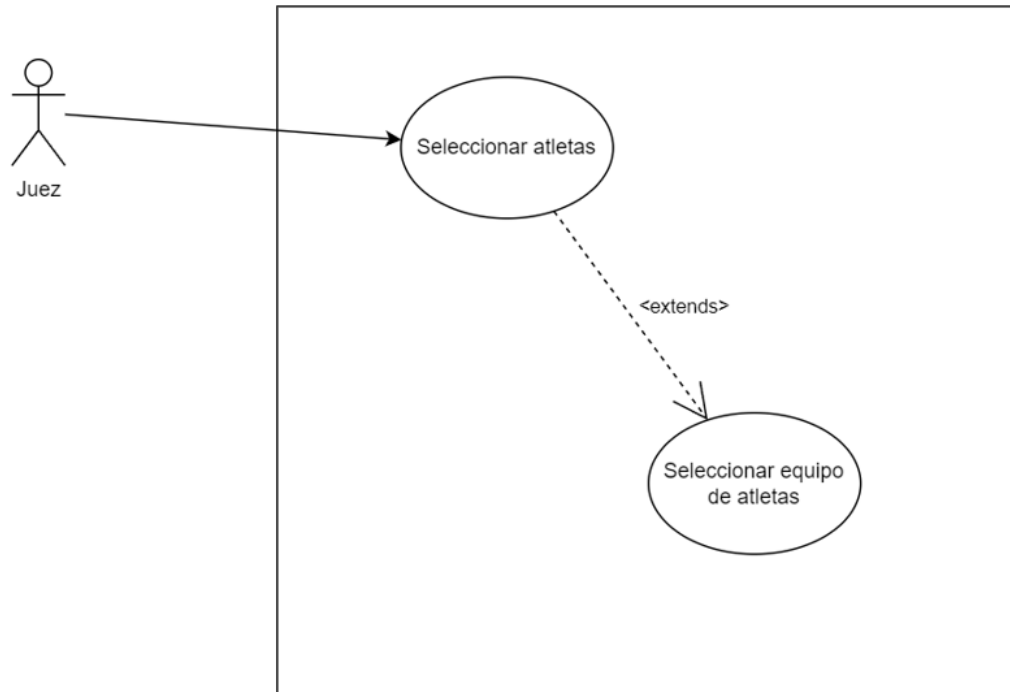 Juez
Seleccionar atletas
<extends>
Seleccionar equipo
de atletas